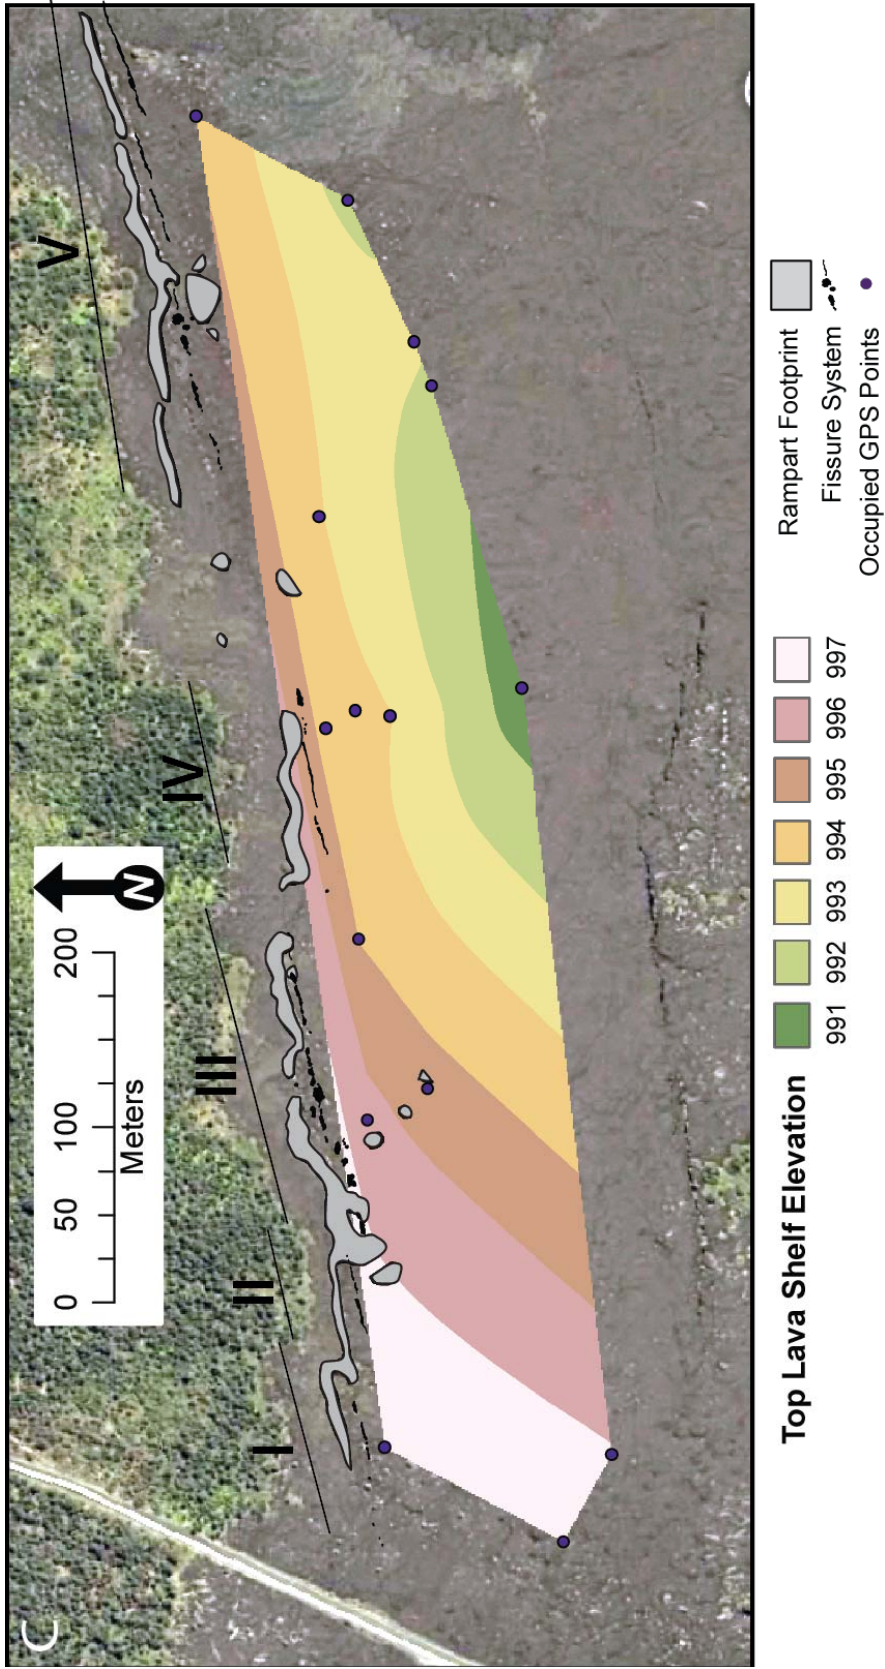 C
I
II
III
IV
V
N
0 50 100 200
Meters
Top Lava Shelf Elevation
991 992 993 994 995 996 997
Rampart Footprint
Fissure System
Occupied GPS Points